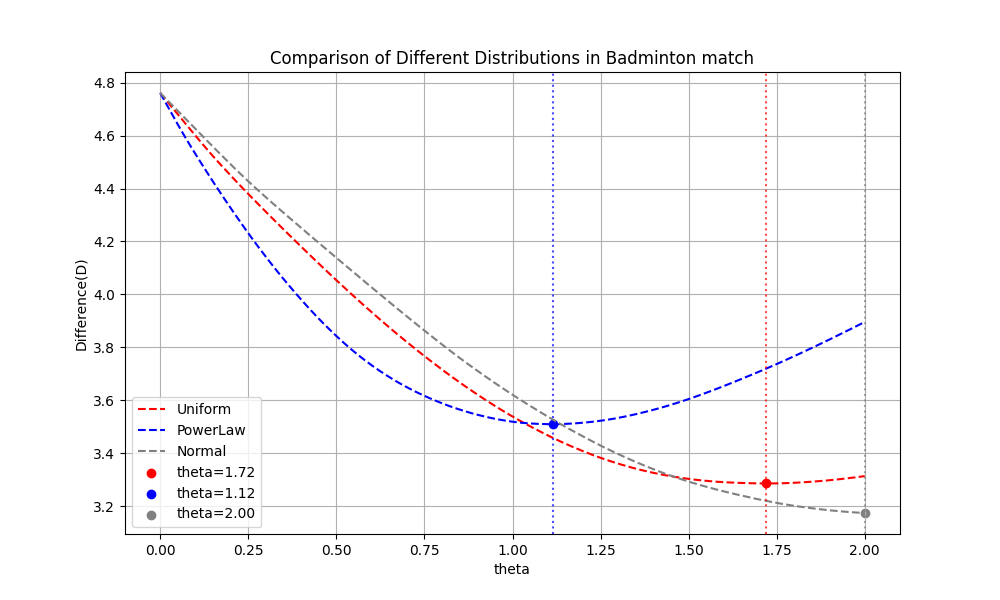 Comparison of Different Distributions in Badminton match
Difference(D)
4.8
4.6
4.4
4.2
4.0
3.8
3.6
3.4
3.2
Uniform
PowerLaw
Normal
theta=1.72
theta=1.12
theta=2.00
0.00 0.25 0.50 0.75 1.00 1.25 1.50 1.75 2.00
theta